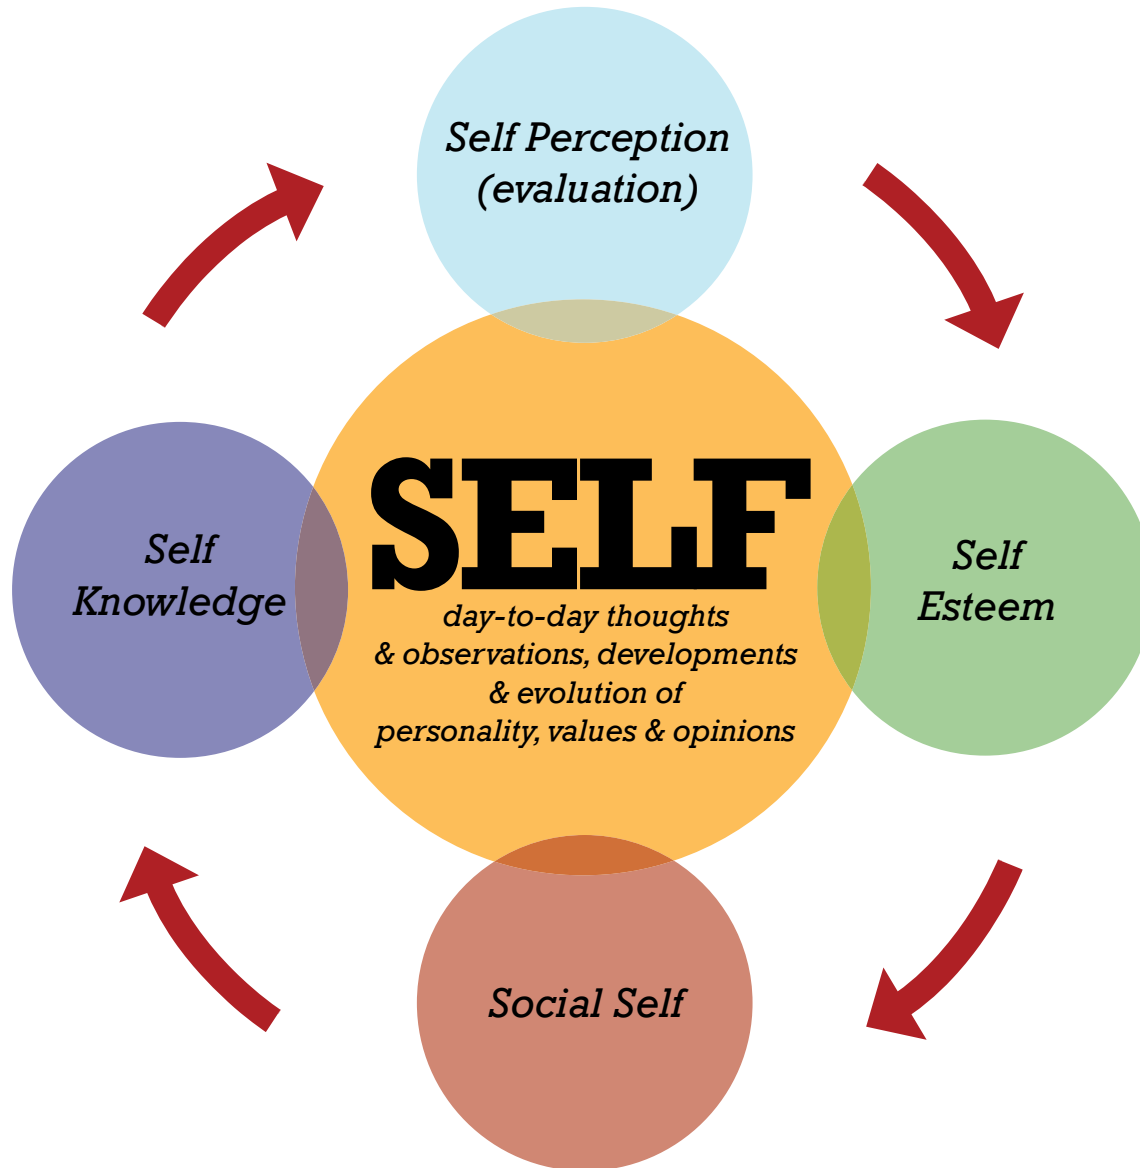 Self Perception
(evaluation)
Self
Knowledge
SELF
day-to-day thoughts
& observations, developments
& evolution of
personality, values & opinions
Self
Esteem
Social Self